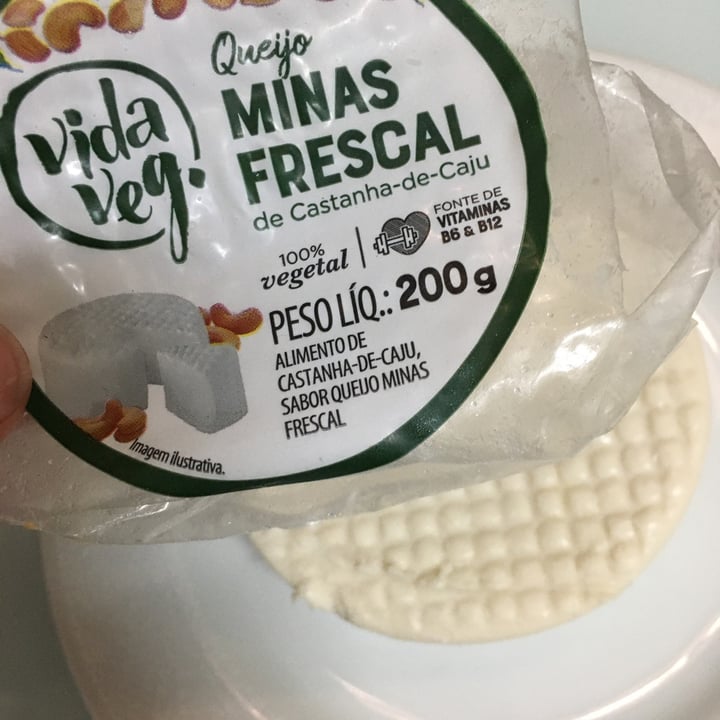 vida
veg.
Queijo
MINAS
FRESCAL
de Castanha-de-Caju
100%
vegetal
FONTE DE
VITAMINAS
B6 & B12
PESO LÍQ.: 200g
ALIMENTO DE
CASTANHA-DE-CAJU,
SABOR QUEIJO MINAS
FRESCAL
Imagem ilustrativa.